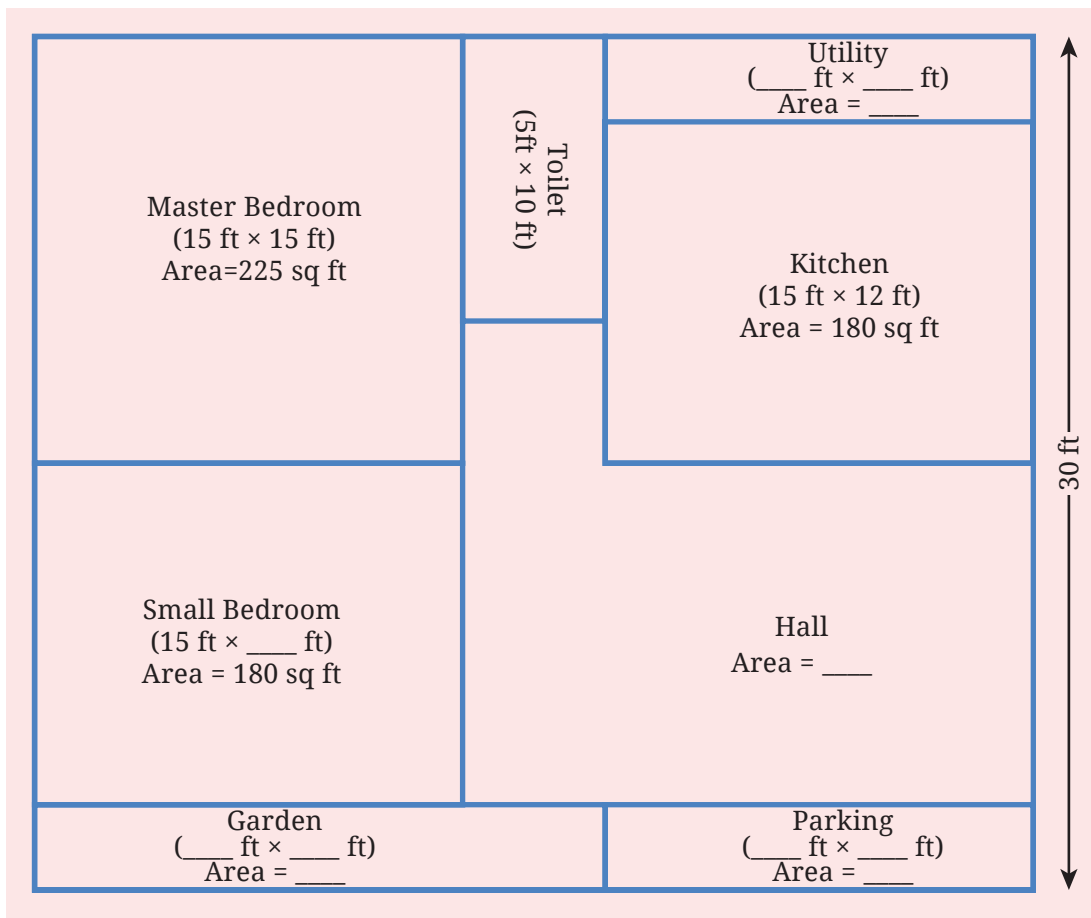 Utility
(____ ft × ____ ft)
Area = ____
Toilet
(5ft × 10 ft)
Master Bedroom
(15 ft × 15 ft)
Area=225 sq ft
Kitchen
(15 ft × 12 ft)
Area = 180 sq ft
30 ft
Small Bedroom
(15 ft × ____ ft)
Area = 180 sq ft
Hall
Area = ____
Garden
(____ ft × ____ ft)
Area = ____
Parking
(____ ft × ____ ft)
Area = ____